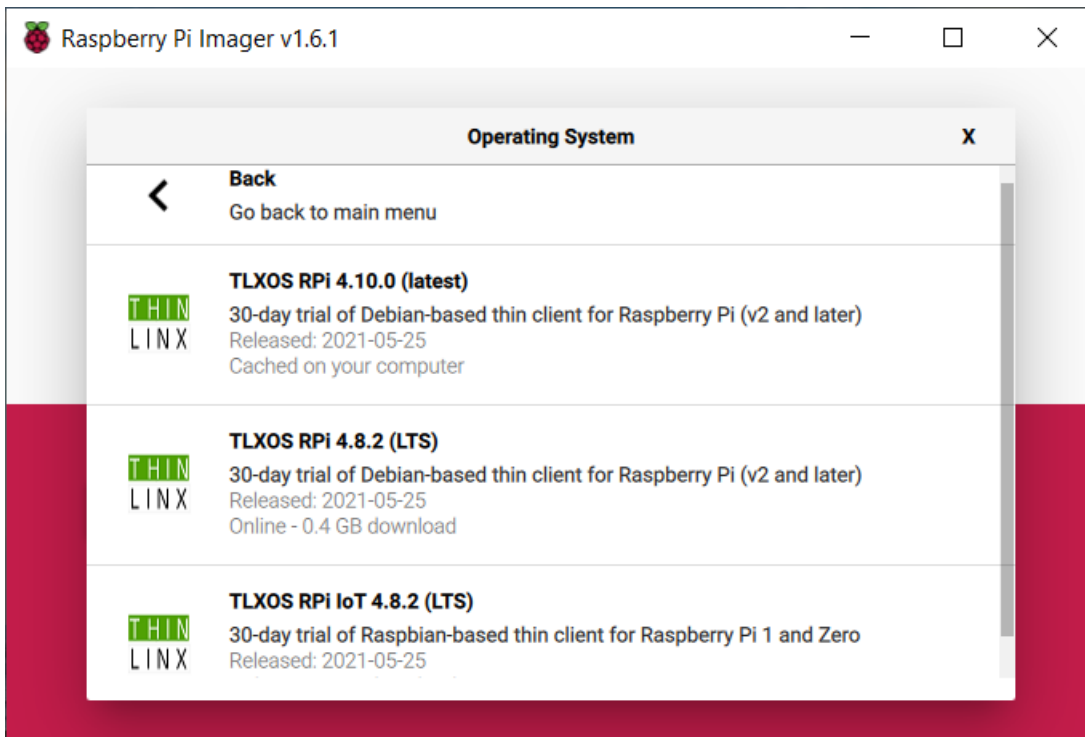 Raspberry Pi Imager v1.6.1
Operating System
X
Back
Go back to main menu
THIN
LINX
TLXOS RPi 4.10.0 (latest)
30-day trial of Debian-based thin client for Raspberry Pi (v2 and later)
Released: 2021-05-25
Cached on your computer
THIN
LINX
TLXOS RPi 4.8.2 (LTS)
30-day trial of Debian-based thin client for Raspberry Pi (v2 and later)
Released: 2021-05-25
Online - 0.4 GB download
THIN
LINX
TLXOS RPi IoT 4.8.2 (LTS)
30-day trial of Raspbian-based thin client for Raspberry Pi 1 and Zero
Released: 2021-05-25